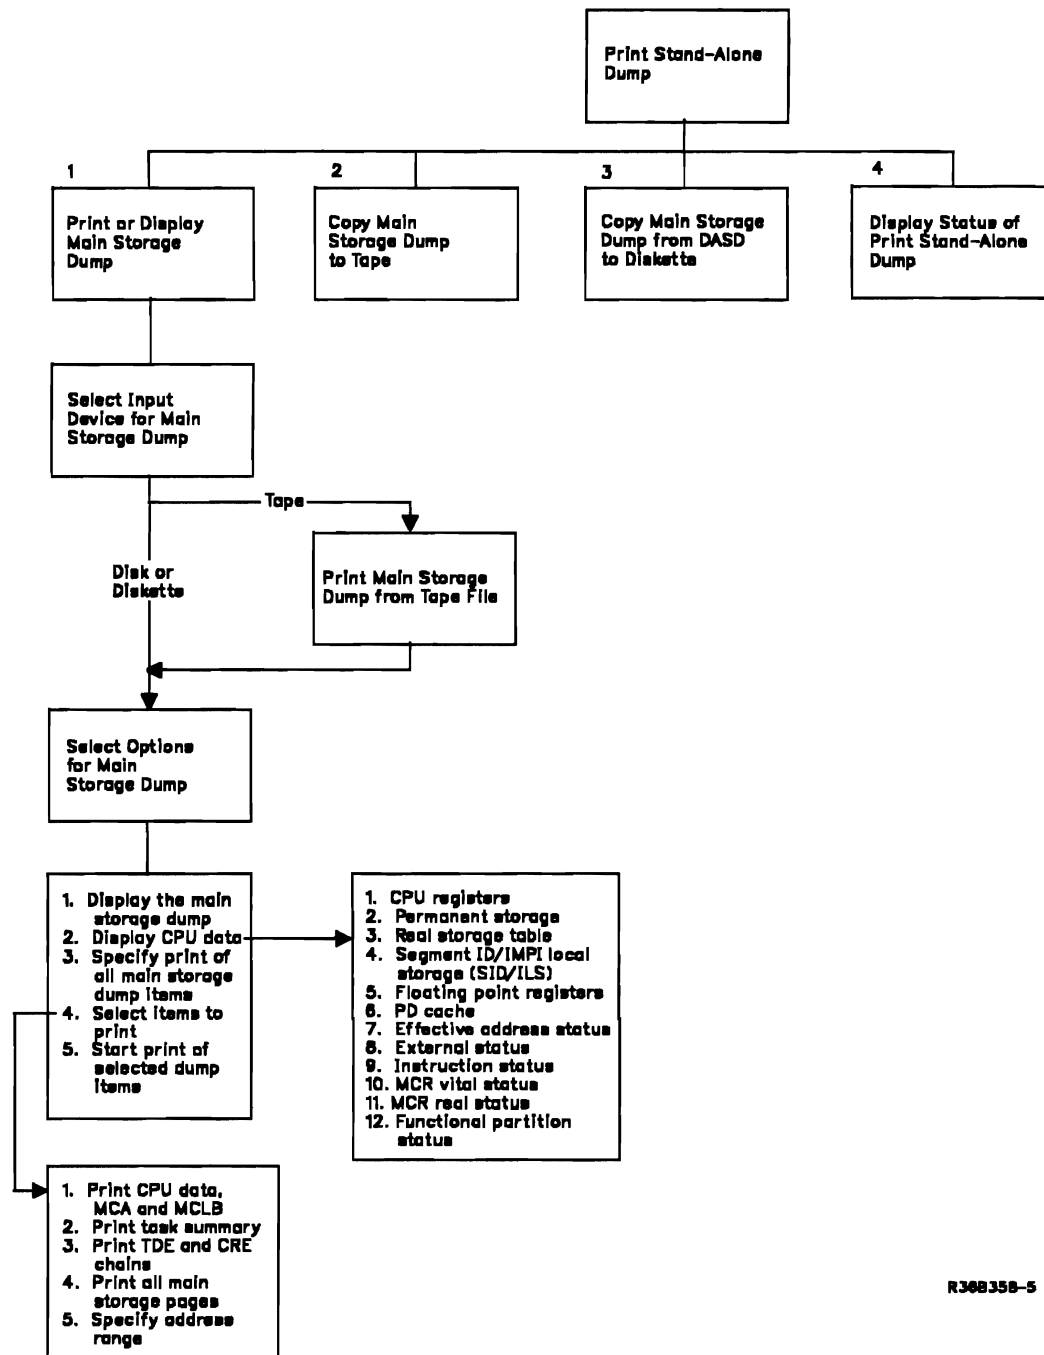 Print Stand-Alone
Dump
1
2
3
4
Print or Display
Main Storage
Dump
Copy Main
Storage Dump
to Tape
Copy Main Storage
Dump from DASD
to Diskette
Display Status of
Print Stand-Alone
Dump
Select Input
Device for Main
Storage Dump
Tape
Disk or
Diskette
Print Main Storage
Dump from Tape File
Select Options
for Main
Storage Dump
1. Display the main
storage dump
2. Display CPU data
3. Specify print of
all main storage
dump items
4. Select items to
print
5. Start print of
selected dump
items
1. CPU registers
2. Permanent storage
3. Real storage table
4. Segment ID/IMPI local
storage (SID/ILS)
5. Floating point registers
6. PD cache
7. Effective address status
8. External status
9. Instruction status
10. MCR vital status
11. MCR real status
12. Functional partition
status
1. Print CPU data,
MCA and MCLB
2. Print task summary
3. Print TDE and CRE
chains
4. Print all main
storage pages
5. Specify address
range
R36B35B-5